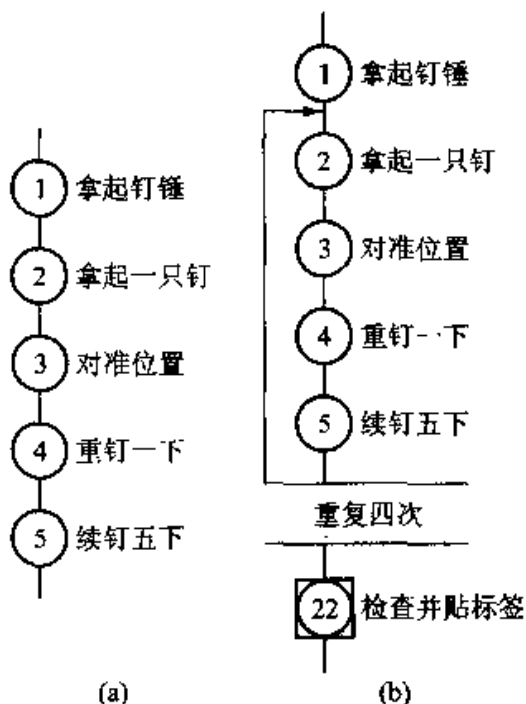 1 拿起钉锤
2 拿起一只钉
3 对准位置
4 重钉一下
5 续钉五下
(a)
1 拿起钉锤
2 拿起一只钉
3 对准位置
4 重钉一下
5 续钉五下
重复四次
22 检查并贴标签
(b)